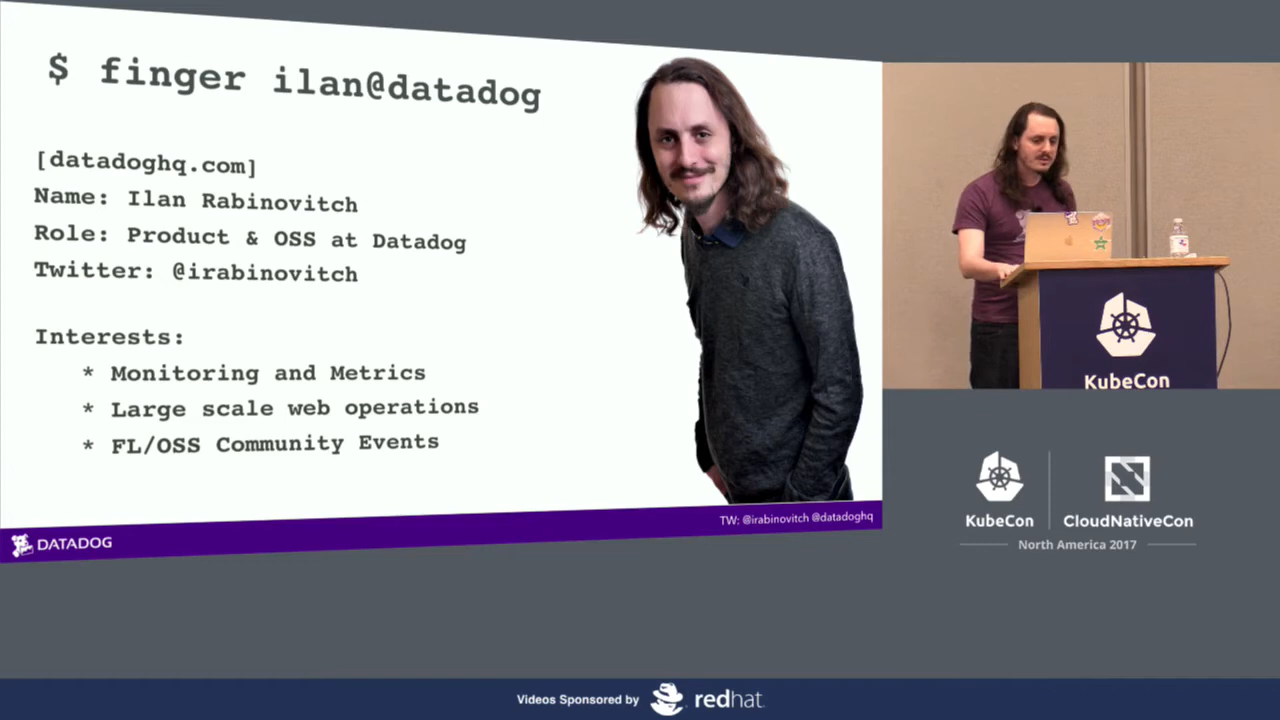 $ finger ilan@datadog
[datadoghq.com]
Name: Ilan Rabinovitch
Role: Product & OSS at Datadog
Twitter: @irabinovitch
Interests:
* Monitoring and Metrics
* Large scale web operations
* FL/OSS Community Events
TW: @irabinovitch @datadoghq
DATADOG
KubeCon
KubeCon
CloudNativeCon
North America 2017
Videos Sponsored by
redhat.